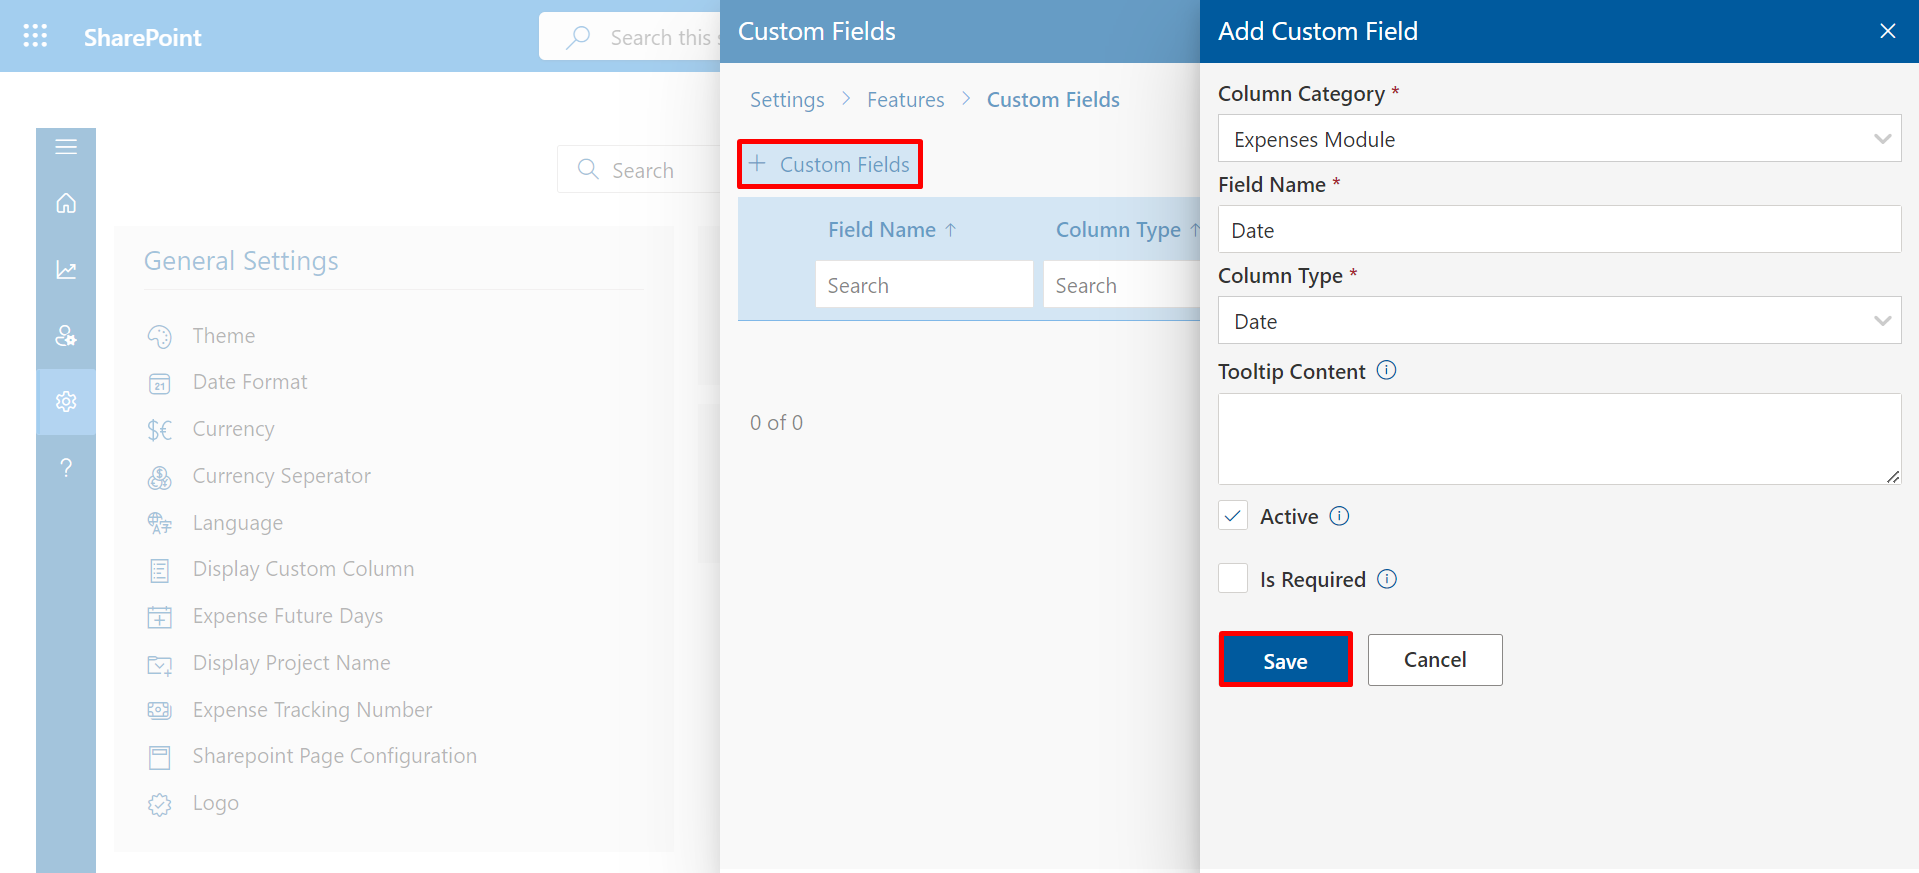 SharePoint
Search this s
Search
General Settings
Theme
21
Date Format
Currency
Currency Seperator
Language
Display Custom Column
Expense Future Days
Display Project Name
Expense Tracking Number
Sharepoint Page Configuration
Logo
Custom Fields
Settings > Features > Custom Fields
+ Custom Fields
Field Name ↑ Column Type ↑
Search Search
0 of 0
Add Custom Field
Column Category *
Expenses Module
Field Name *
Date
Column Type *
Date
Tooltip Content
Active
Is Required
Save Cancel